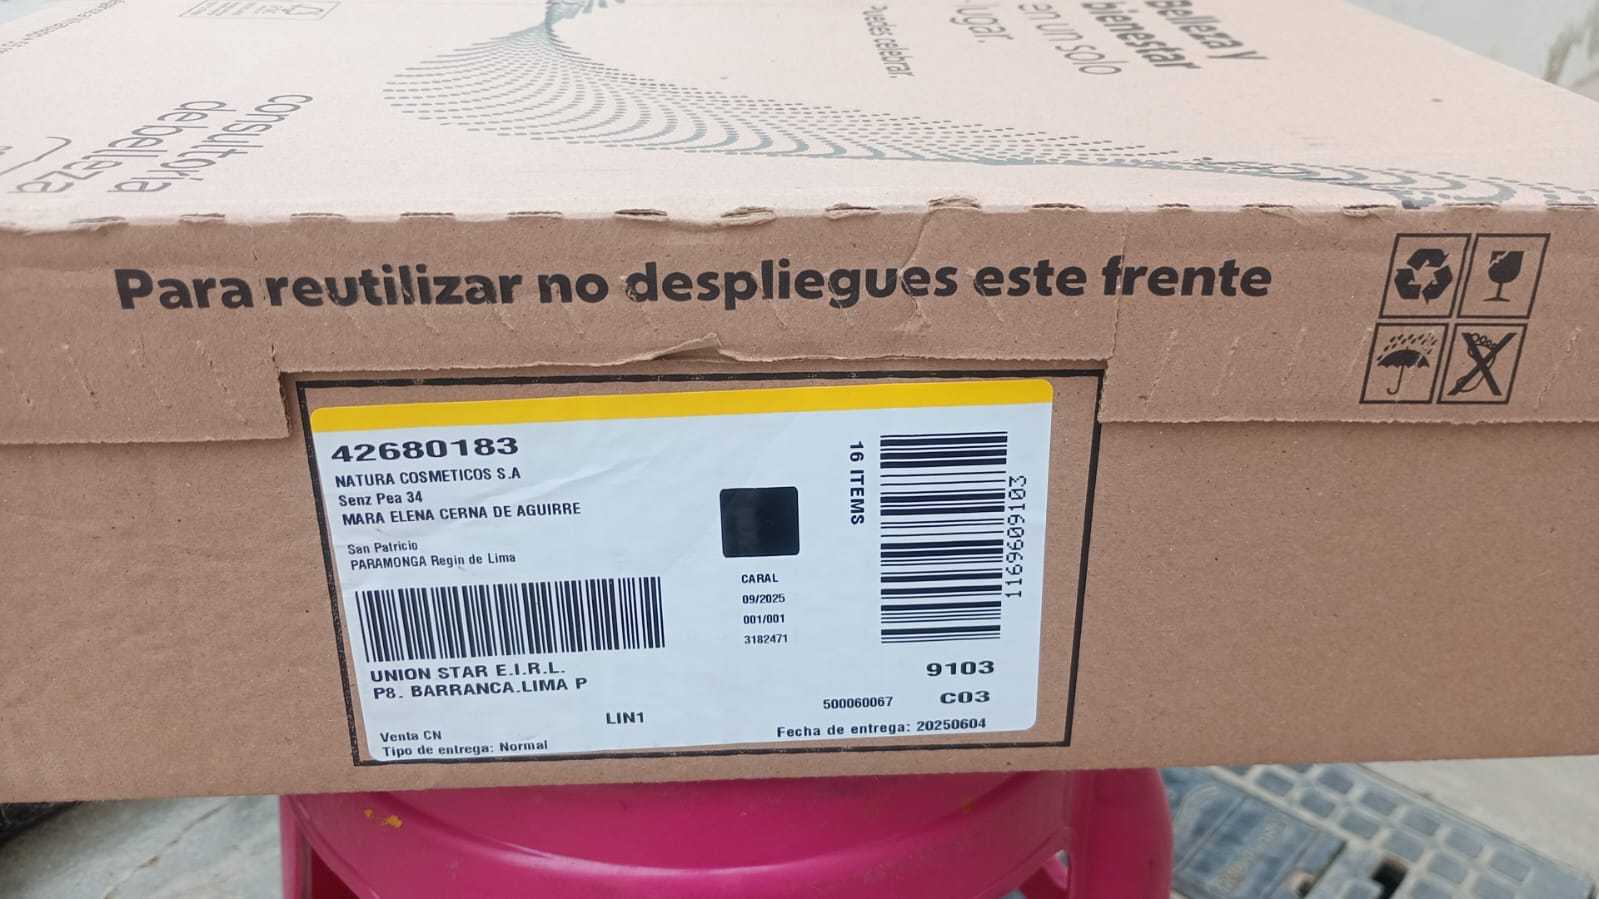 Belleza y
bienestar
en un solo
lugar.
Puedes celebrar.
consultoría
debelleza
Para reutilizar no despliegues este frente
42680183
NATURA COSMETICOS S.A
Senz Pea 34
MARA ELENA CERNA DE AGUIRRE
San Patricio
PARAMONGA Regin de Lima
UNION STAR E.I.R.L.
P8. BARRANCA.LIMA P
LIN1
Venta CN
Tipo de entrega: Normal
CARAL
09/2025
001/001
3182471
16 ITEMS
1169609103
9103
500060067
C03
Fecha de entrega: 20250604